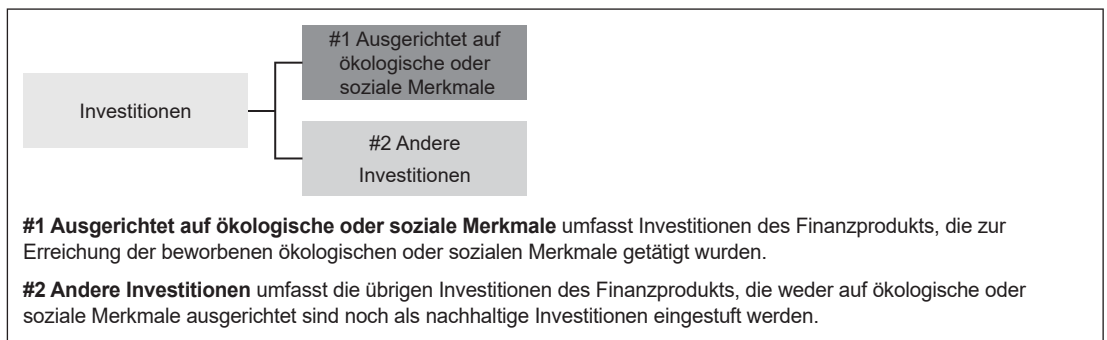 #1 Ausgerichtet auf
ökologische oder
soziale Merkmale
Investitionen
#2 Andere
Investitionen
#1 Ausgerichtet auf ökologische oder soziale Merkmale umfasst Investitionen des Finanzprodukts, die zur
Erreichung der beworbenen ökologischen oder sozialen Merkmale getätigt wurden.
#2 Andere Investitionen umfasst die übrigen Investitionen des Finanzprodukts, die weder auf ökologische oder
soziale Merkmale ausgerichtet sind noch als nachhaltige Investitionen eingestuft werden.